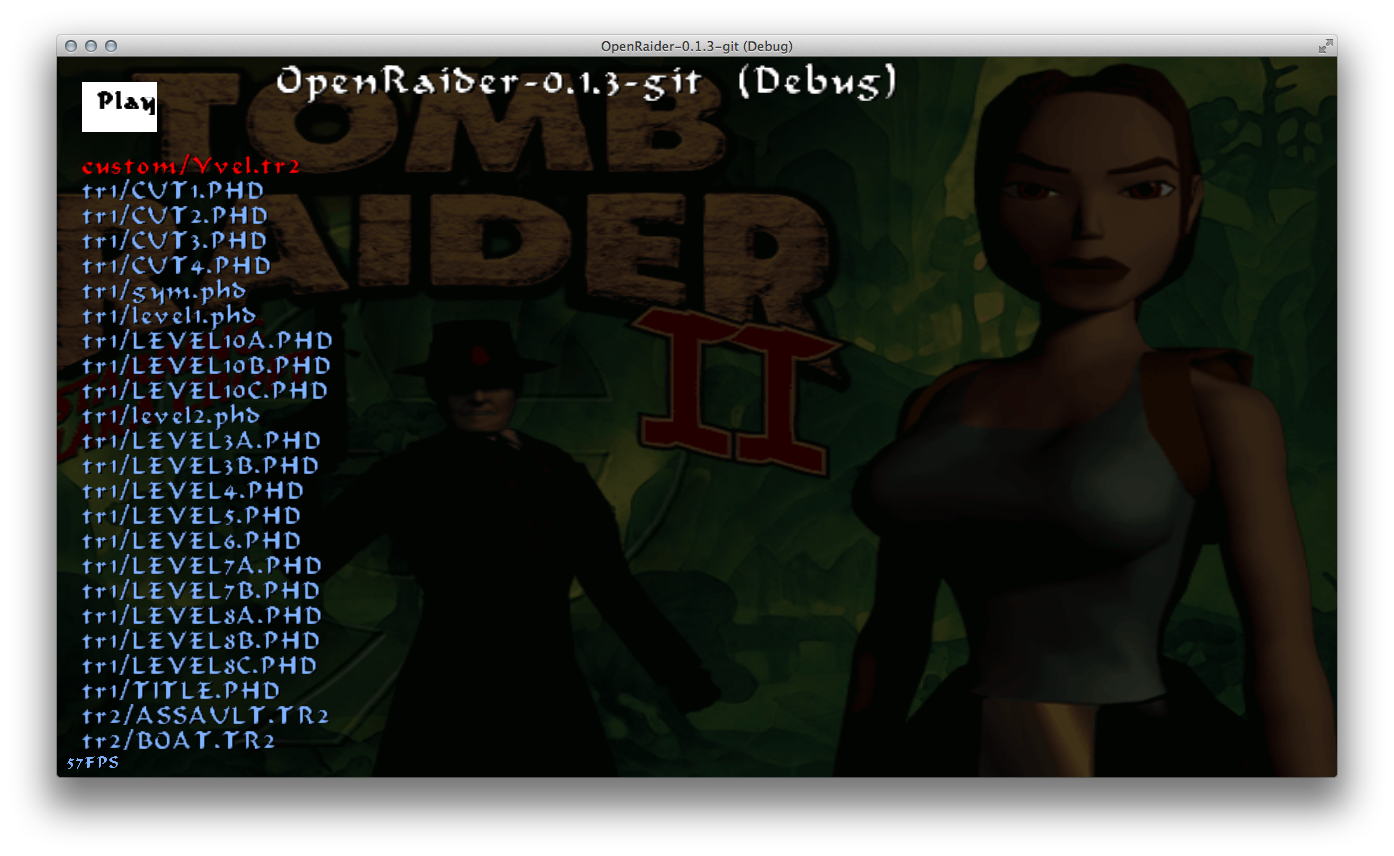 OpenRaider-0.1.3-git (Debug)
OpenRaider-0.1.3-git (Debug)
Play
TOMB
RAIDER
II
custom/Vvel.tr2
tr1/CUT1.PHD
tr1/CUT2.PHD
tr1/CUT3.PHD
tr1/CUT4.PHD
tr1/gym.phd
tr1/level1.phd
tr1/LEVEL10A.PHD
tr1/LEVEL10B.PHD
tr1/LEVEL10C.PHD
tr1/level2.phd
tr1/LEVEL3A.PHD
tr1/LEVEL3B.PHD
tr1/LEVEL4.PHD
tr1/LEVEL5.PHD
tr1/LEVEL6.PHD
tr1/LEVEL7A.PHD
tr1/LEVEL7B.PHD
tr1/LEVEL8A.PHD
tr1/LEVEL8B.PHD
tr1/LEVEL8C.PHD
tr1/TITLE.PHD
tr2/ASSAULT.TR2
tr2/BOAT.TR2
57FPS